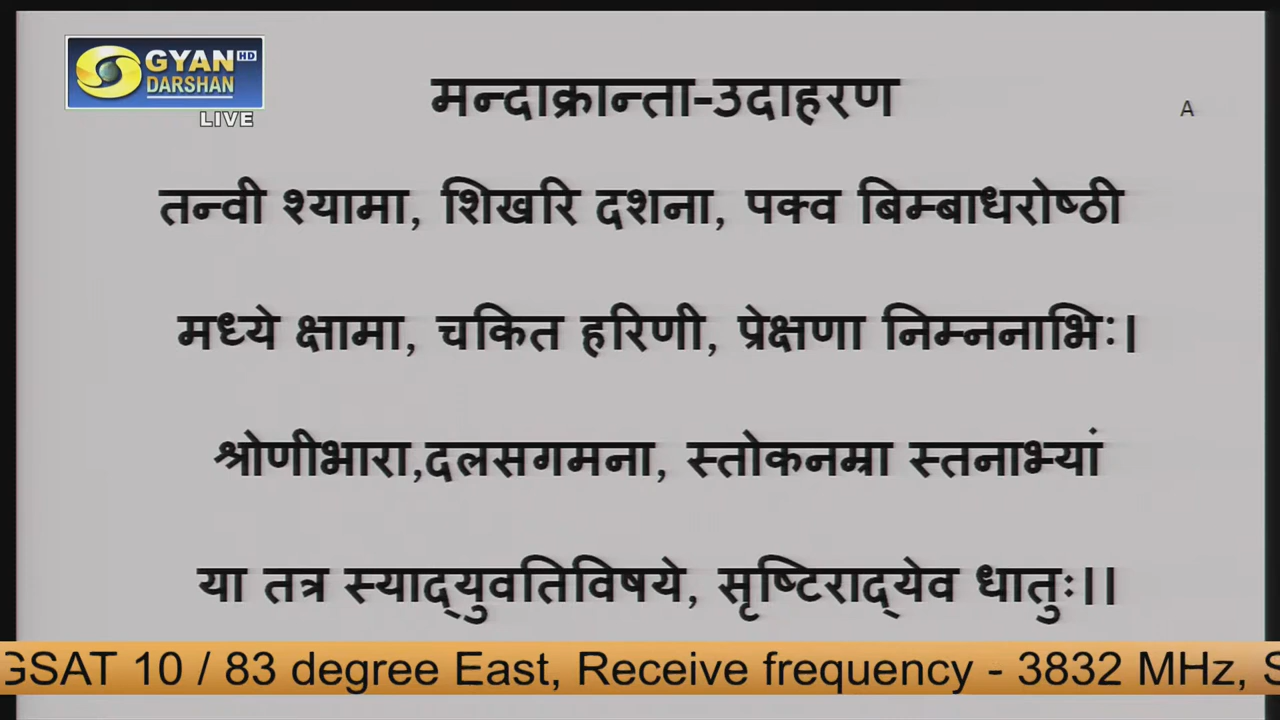 GYAN HD
DARSHAN
LIVE
मन्दाक्रान्ता-उदाहरण
A
तन्वी श्यामा, शिखरि दशना, पक्व बिम्बाधरोष्ठी
मध्ये क्षामा, चकित हरिणी, प्रेक्षणा निम्ननाभिः।
श्रोणीभारा,दलसगमना, स्तोकनम्रा स्तनाभ्यां
या तत्र स्याद्‌युवतिविषये, सृष्टिराद्‌येव धातुः।।
GSAT 10 / 83 degree East, Receive frequency - 3832 MHz, S